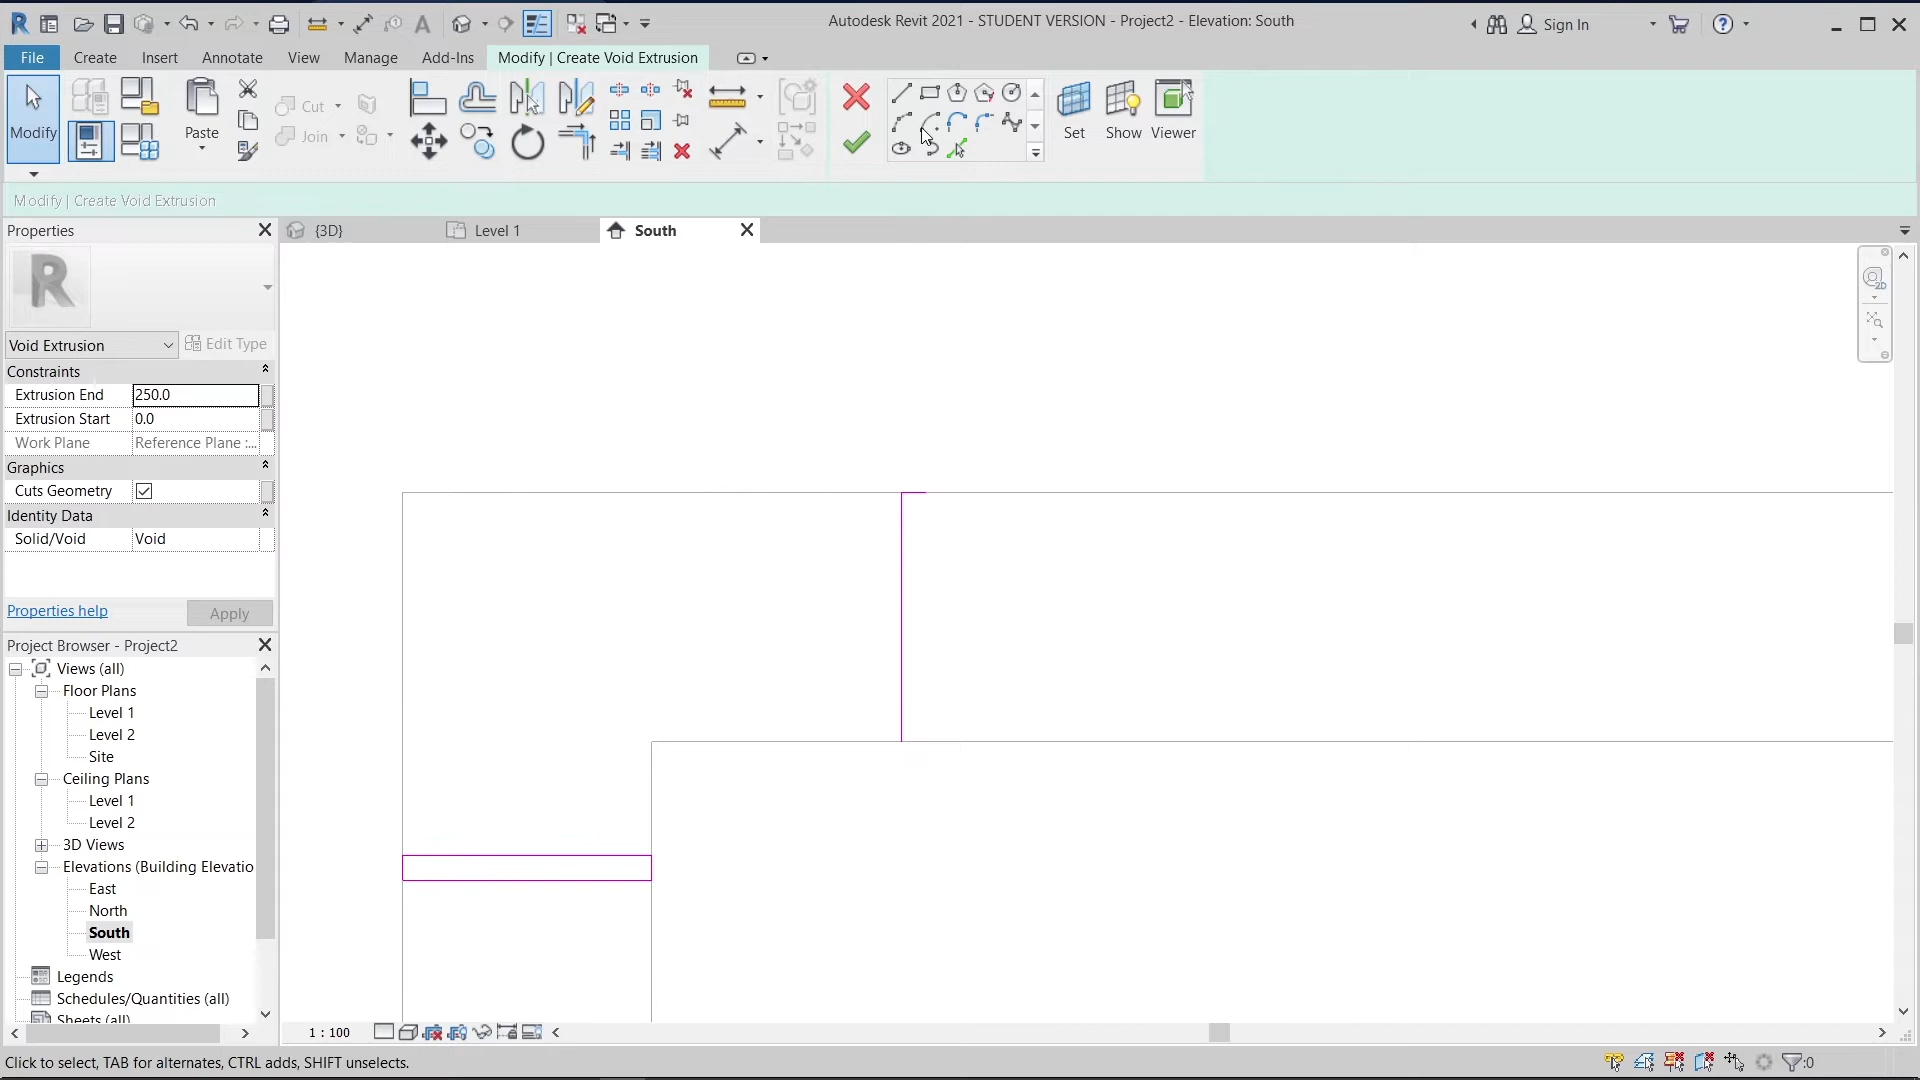 Autodesk Revit 2021 - STUDENT VERSION - Project2 - Elevation: South
Sign In
File
Create
Insert
Annotate
View
Manage
Add-Ins
Modify | Create Void Extrusion
Modify
Paste
Cut
Join
Set
Show
Viewer
Modify | Create Void Extrusion
Properties
{3D}
Level 1
South
Void Extrusion
Edit Type
Constraints
Extrusion End 250.0
Extrusion Start 0.0
Work Plane Reference Plane :...
Graphics
Cuts Geometry
Identity Data
Solid/Void Void
Properties help
Apply
Project Browser - Project2
Views (all)
Floor Plans
Level 1
Level 2
Site
Ceiling Plans
Level 1
Level 2
3D Views
Elevations (Building Elevatio
East
North
South
West
Legends
Schedules/Quantities (all)
Sheets (all)
1 : 100
Click to select, TAB for alternates, CTRL adds, SHIFT unselects.
:0